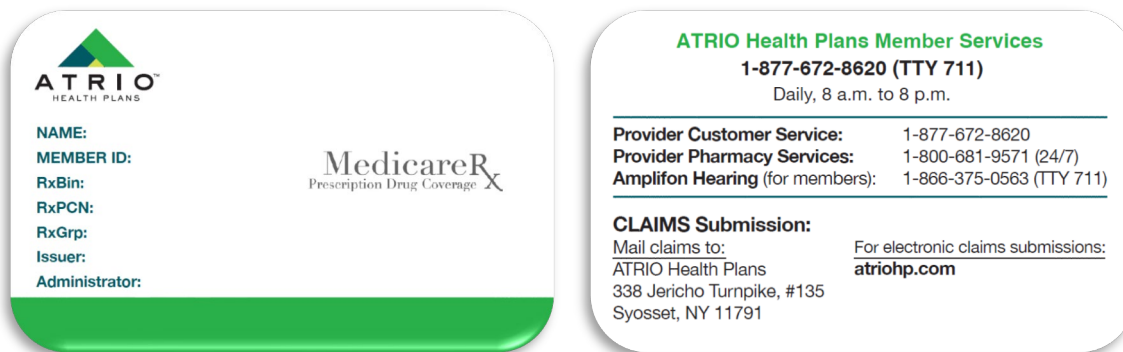 ATRIO™
HEALTH PLANS
NAME:
MEMBER ID:
RxBin:
RxPCN:
RxGrp:
Issuer:
Administrator:
MedicareRx
Prescription Drug Coverage
ATRIO Health Plans Member Services
1-877-672-8620 (TTY 711)
Daily, 8 a.m. to 8 p.m.
Provider Customer Service: 1-877-672-8620
Provider Pharmacy Services: 1-800-681-9571 (24/7)
Amplifon Hearing (for members): 1-866-375-0563 (TTY 711)
CLAIMS Submission:
Mail claims to:
ATRIO Health Plans
338 Jericho Turnpike, #135
Syosset, NY 11791
For electronic claims submissions:
atriohp.com